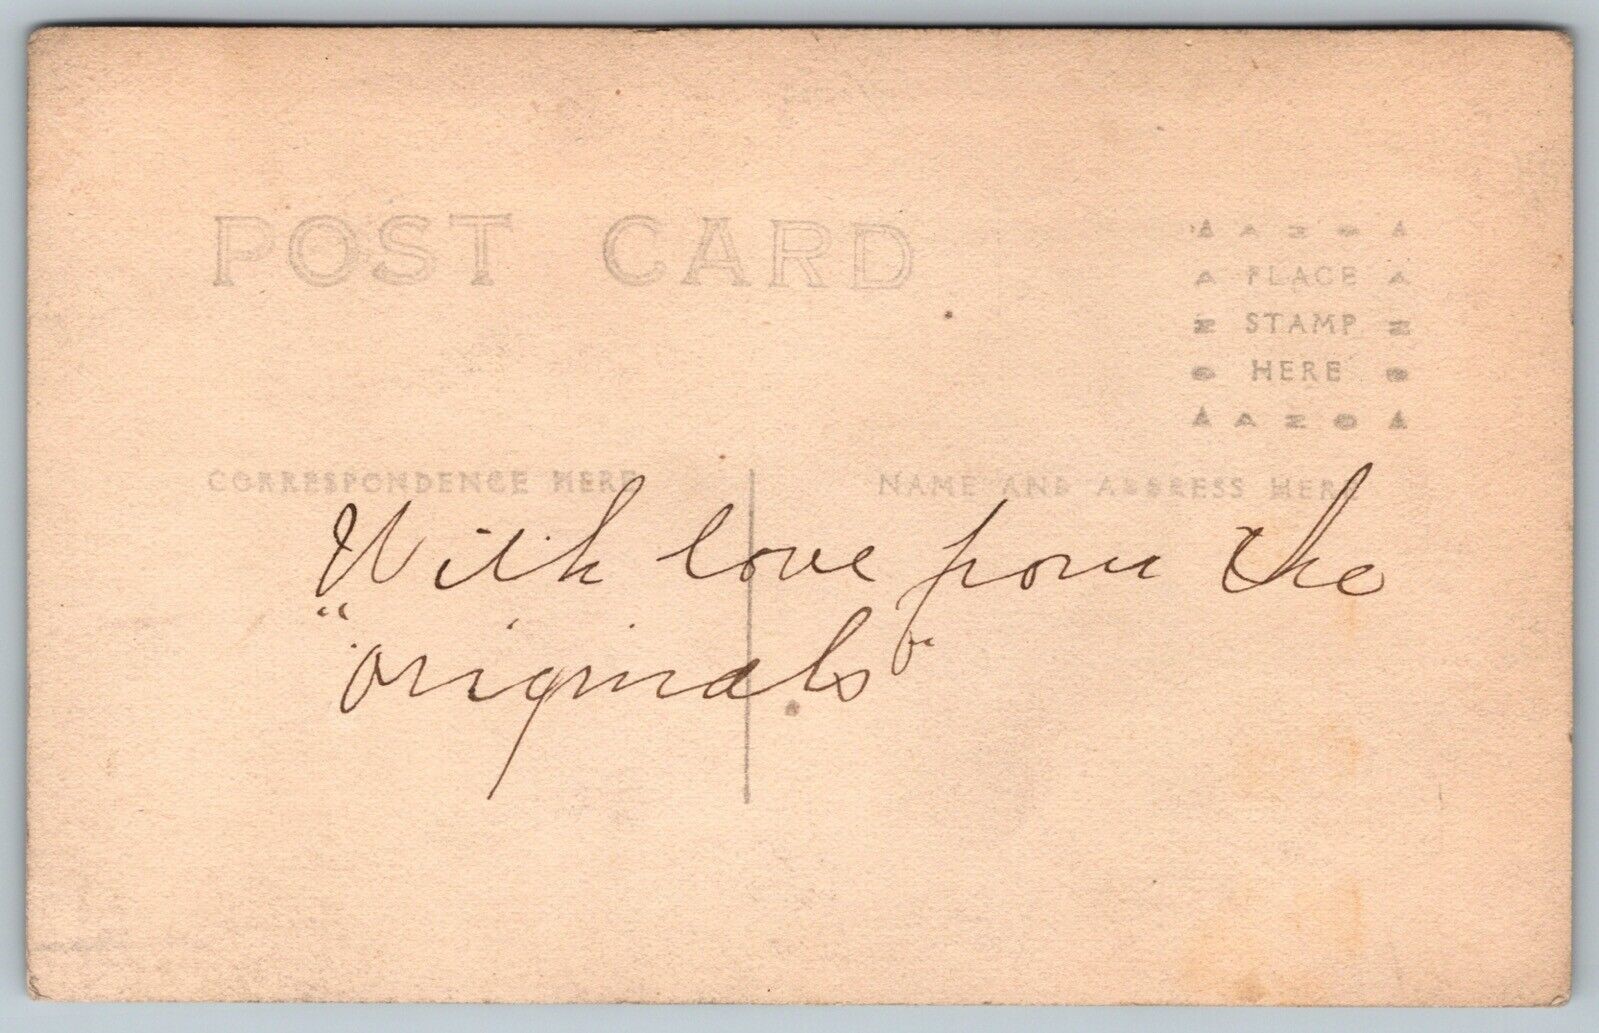 POST CARD
A Z O
A PLACE A
Z STAMP Z
O HERE O
A Z O
CORRESPONDENCE HERE
NAME AND ADDRESS HERE
With love from the
"originals"